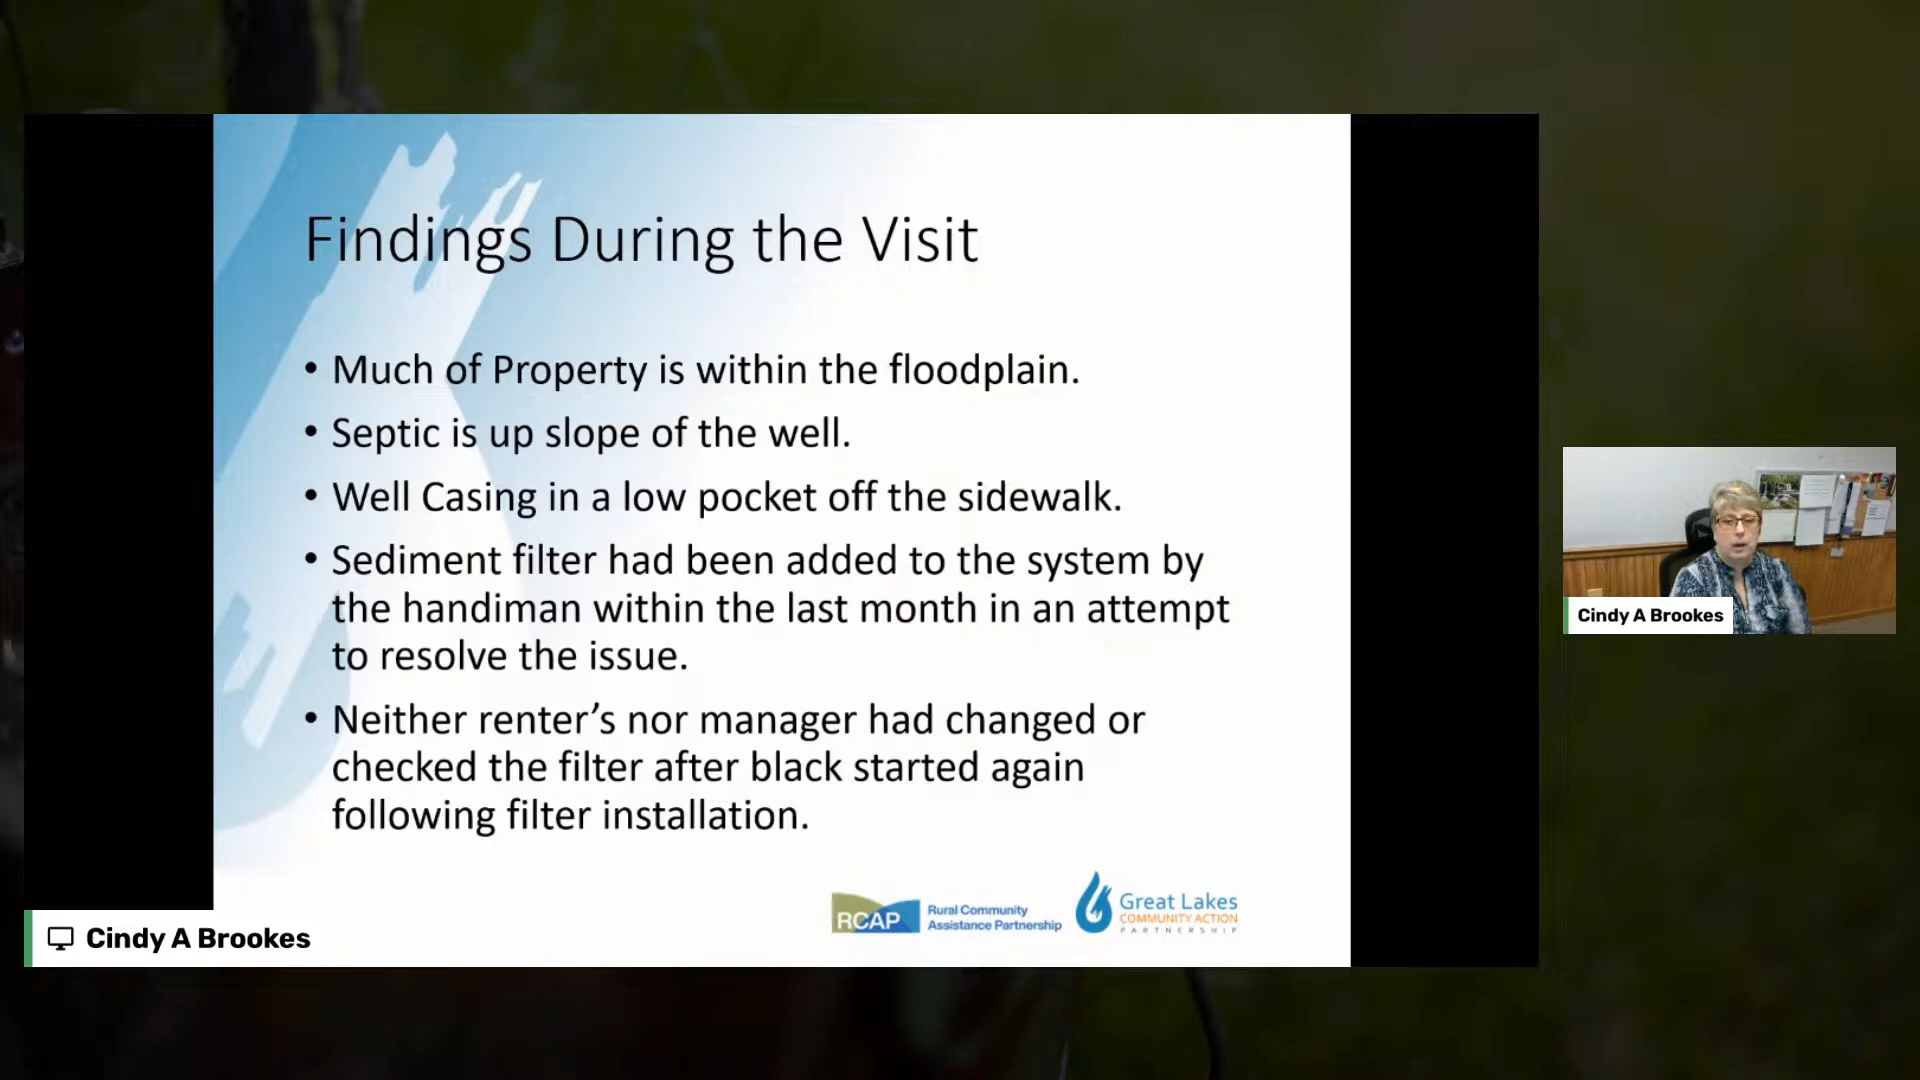 Findings During the Visit
• Much of Property is within the floodplain.
• Septic is up slope of the well.
• Well Casing in a low pocket off the sidewalk.
• Sediment filter had been added to the system by
the handiman within the last month in an attempt
to resolve the issue.
• Neither renter’s nor manager had changed or
checked the filter after black started again
following filter installation.
RCAP
Rural Community
Assistance Partnership
Great Lakes
COMMUNITY ACTION
PARTNERSHIP
Cindy A Brookes
Cindy A Brookes